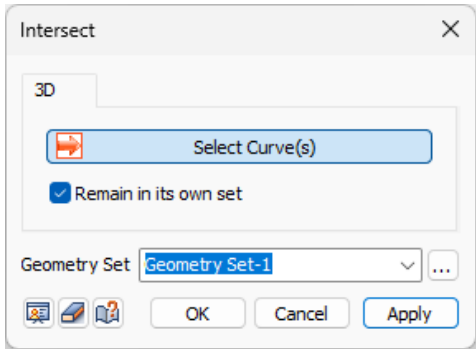 Intersect
3D
Select Curve(s)
Remain in its own set
Geometry Set Geometry Set-1 ...
OK Cancel Apply